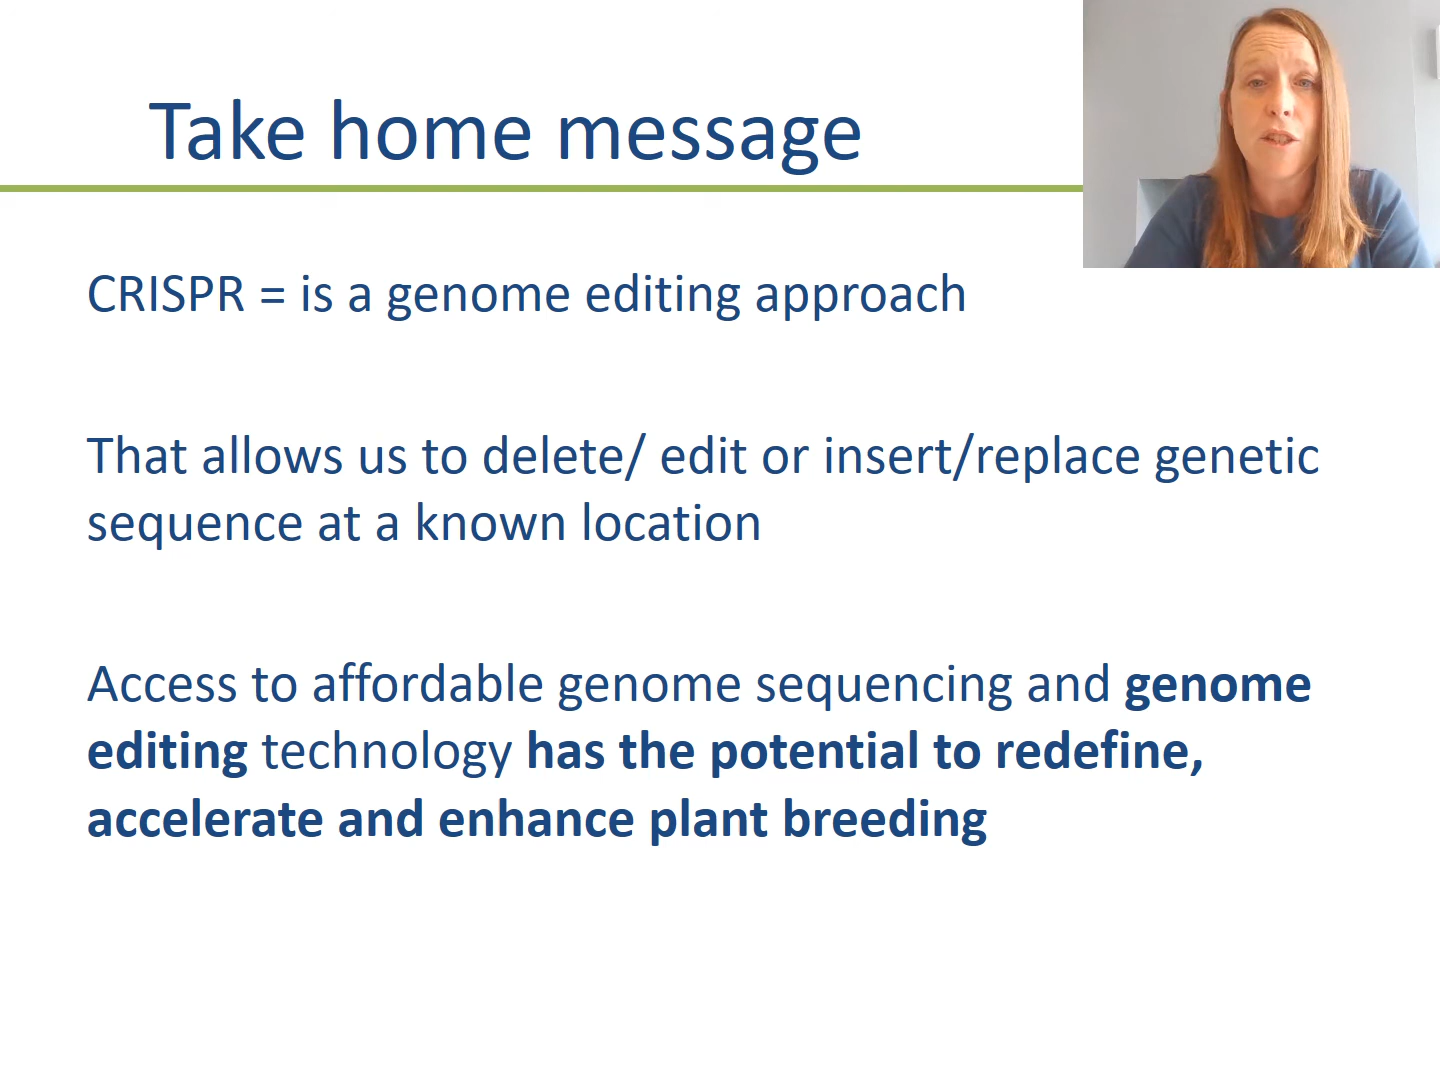 Take home message
CRISPR = is a genome editing approach
That allows us to delete/ edit or insert/replace genetic
sequence at a known location
Access to affordable genome sequencing and genome
editing technology has the potential to redefine,
accelerate and enhance plant breeding